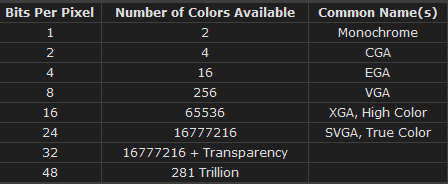 Bits Per Pixel Number of Colors Available Common Name(s)
1 2 Monochrome
2 4 CGA
4 16 EGA
8 256 VGA
16 65536 XGA, High Color
24 16777216 SVGA, True Color
32 16777216 + Transparency
48 281 Trillion